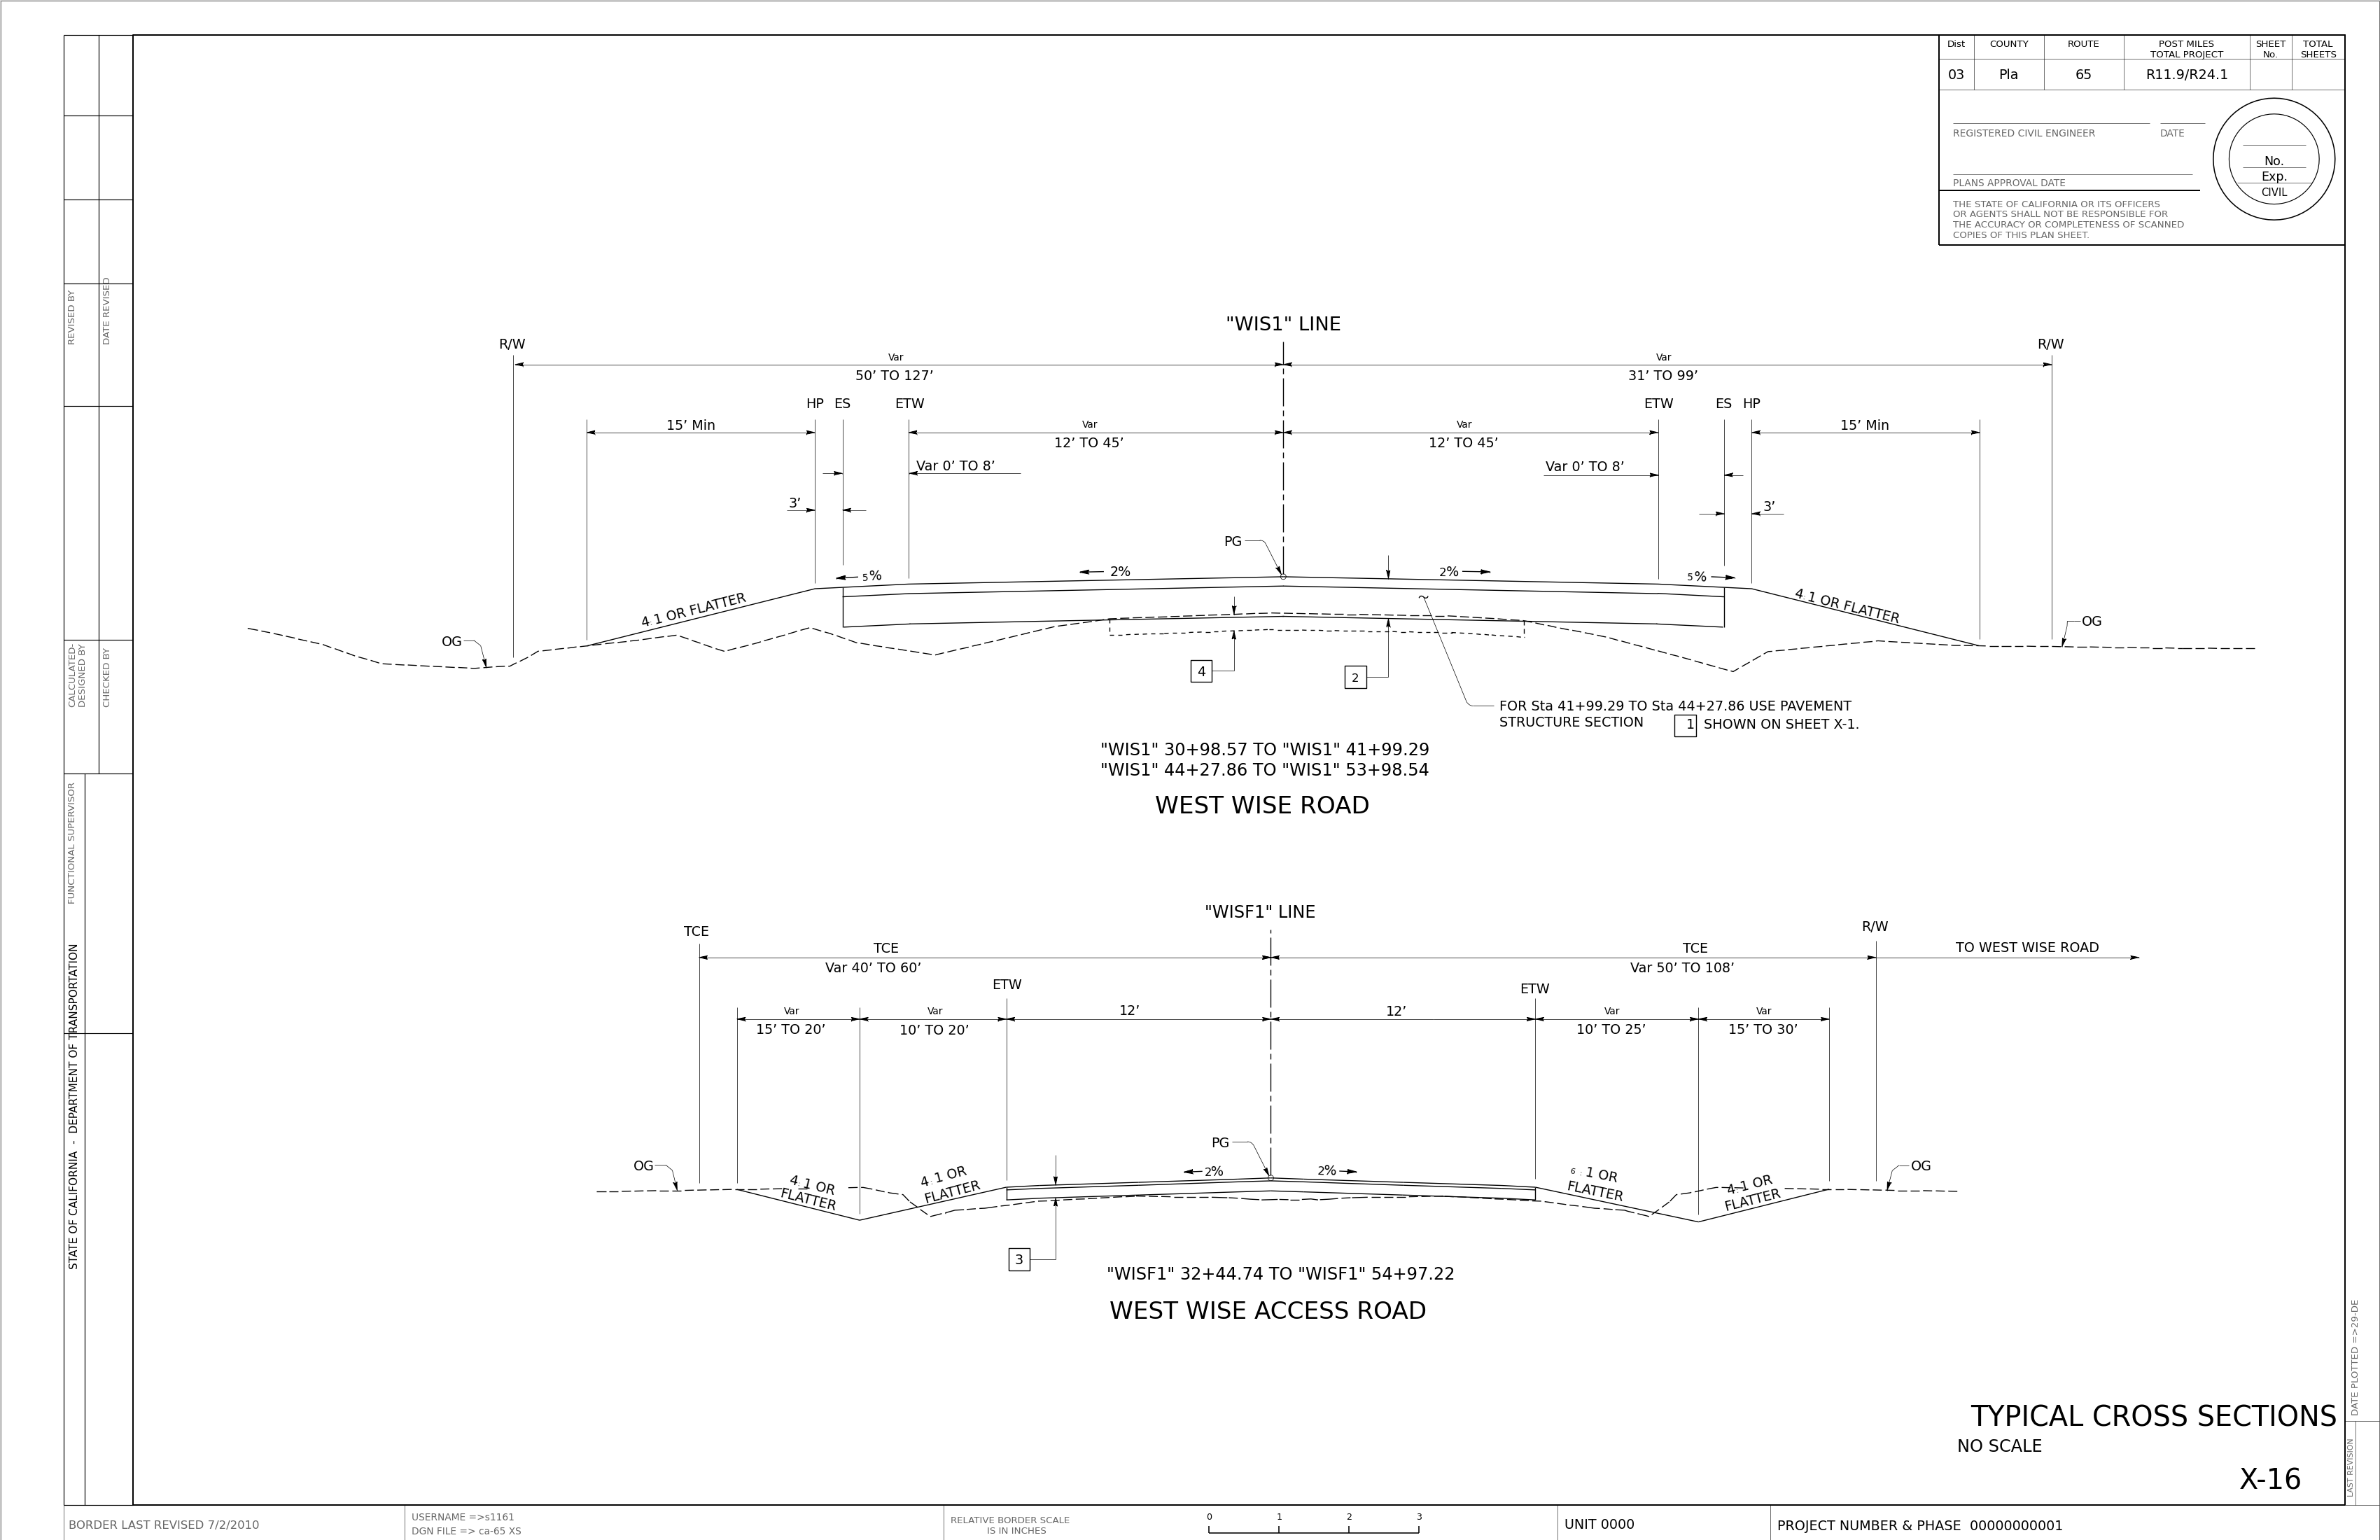 Dist COUNTY ROUTE POST MILES TOTAL PROJECT SHEET No. TOTAL SHEETS
03 Pla 65 R11.9/R24.1
REGISTERED CIVIL ENGINEER DATE
PLANS APPROVAL DATE
No.
Exp.
CIVIL
THE STATE OF CALIFORNIA OR ITS OFFICERS
OR AGENTS SHALL NOT BE RESPONSIBLE FOR
THE ACCURACY OR COMPLETENESS OF SCANNED
COPIES OF THIS PLAN SHEET.
REVISED BY
DATE REVISED
CALCULATED-
DESIGNED BY
CHECKED BY
FUNCTIONAL SUPERVISOR
STATE OF CALIFORNIA - DEPARTMENT OF TRANSPORTATION
"WIS1" LINE
R/W R/W
Var Var
50’ TO 127’ 31’ TO 99’
HP ES ETW ETW ES HP
15’ Min Var Var 15’ Min
12’ TO 45’ 12’ TO 45’
Var 0’ TO 8’ Var 0’ TO 8’
3’ 3’
PG
5% 2% 2% 5%
4:1 OR FLATTER 4:1 OR FLATTER
OG OG
4 2
FOR Sta 41+99.29 TO Sta 44+27.86 USE PAVEMENT
STRUCTURE SECTION 1 SHOWN ON SHEET X-1.
"WIS1" 30+98.57 TO "WIS1" 41+99.29
"WIS1" 44+27.86 TO "WIS1" 53+98.54
WEST WISE ROAD
"WISF1" LINE
TCE R/W
TCE TCE TO WEST WISE ROAD
Var 40’ TO 60’ Var 50’ TO 108’
ETW ETW
Var Var 12’ 12’ Var Var
15’ TO 20’ 10’ TO 20’ 10’ TO 25’ 15’ TO 30’
PG
OG 2% 2% OG
4:1 OR
FLATTER
4:1 OR
FLATTER
6:1 OR
FLATTER
4:1 OR
FLATTER
3
"WISF1" 32+44.74 TO "WISF1" 54+97.22
WEST WISE ACCESS ROAD
TYPICAL CROSS SECTIONS
NO SCALE
X-16
DATE PLOTTED =>29-DE
LAST REVISION
BORDER LAST REVISED 7/2/2010
USERNAME =>s1161
DGN FILE => ca-65 XS
RELATIVE BORDER SCALE
IS IN INCHES
0 1 2 3
UNIT 0000
PROJECT NUMBER & PHASE 00000000001